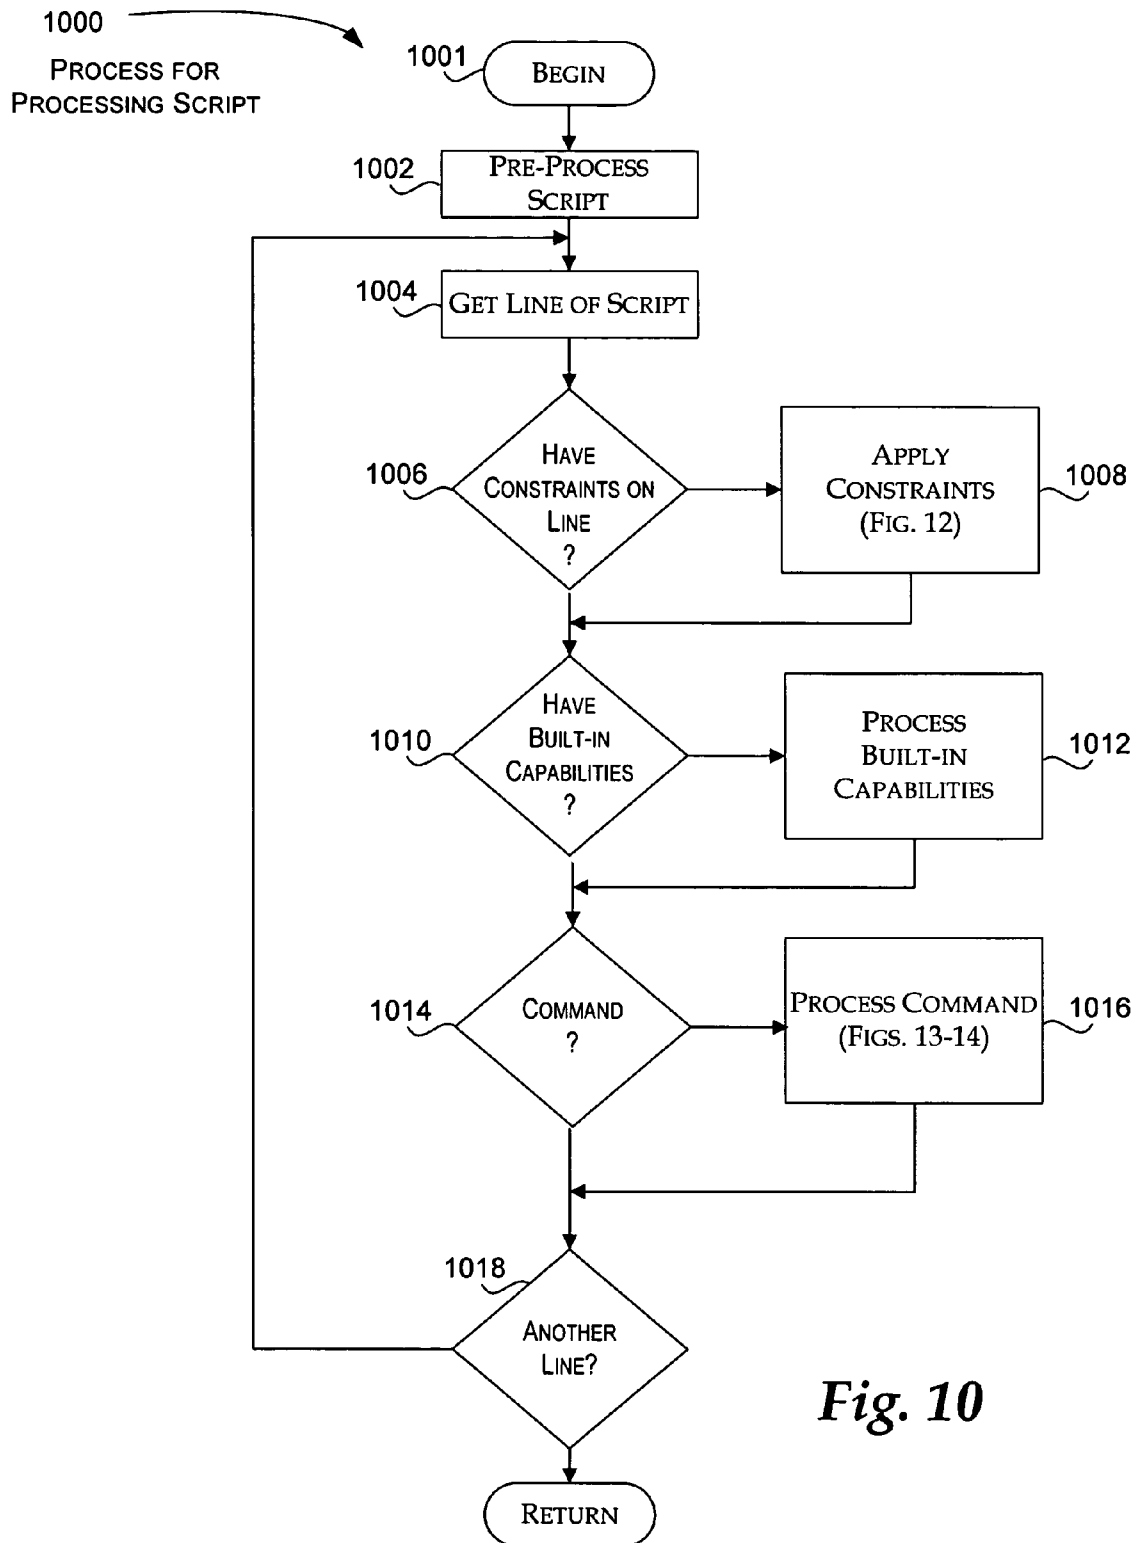 1000
PROCESS FOR
PROCESSING SCRIPT
1001
BEGIN
1002
PRE-PROCESS
SCRIPT
1004
GET LINE OF SCRIPT
1006
HAVE
CONSTRAINTS ON
LINE
?
APPLY
CONSTRAINTS
(FIG. 12)
1008
1010
HAVE
BUILT-IN
CAPABILITIES
?
PROCESS
BUILT-IN
CAPABILITIES
1012
1014
COMMAND
?
PROCESS COMMAND
(FIGS. 13-14)
1016
1018
ANOTHER
LINE?
Fig. 10
RETURN